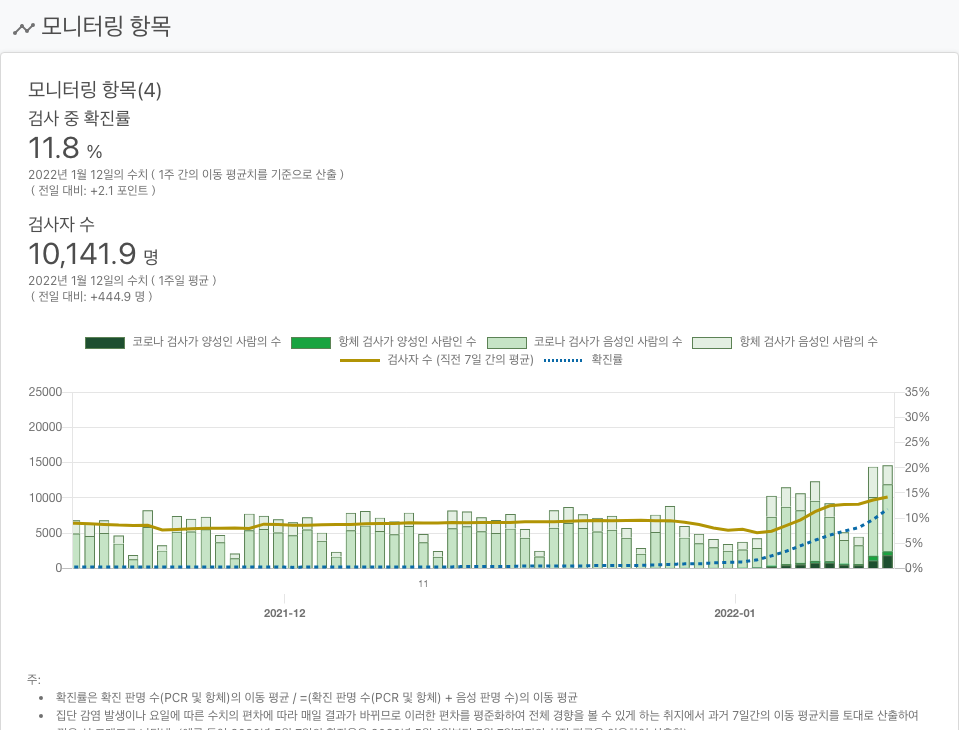 모니터링 항목
모니터링 항목(4)
검사 중 확진률
11.8 %
2022년 1월 12일의 수치 ( 1주 간의 이동 평균치를 기준으로 산출 )
( 전일 대비: +2.1 포인트 )
검사자 수
10,141.9 명
2022년 1월 12일의 수치 ( 1주일 평균 )
( 전일 대비: +444.9 명 )
코로나 검사가 양성인 사람의 수 항체 검사가 양성인 사람인 수 코로나 검사가 음성인 사람의 수 항체 검사가 음성인 사람의 수
검사자 수 (직전 7일 간의 평균) 확진률
25000 35%
30%
20000
25%
15000 20%
15%
10000
10%
5000
5%
0 0%
11
2021-12 2022-01
주:
확진률은 확진 판명 수(PCR 및 항체)의 이동 평균 / =(확진 판명 수(PCR 및 항체) + 음성 판명 수)의 이동 평균
집단 감염 발생이나 요일에 따른 수치의 편차에 따라 매일 결과가 바뀌므로 이러한 편차를 평준화하여 전체 경향을 볼 수 있게 하는 취지에서 과거 7일간의 이동 평균치를 토대로 산출하여